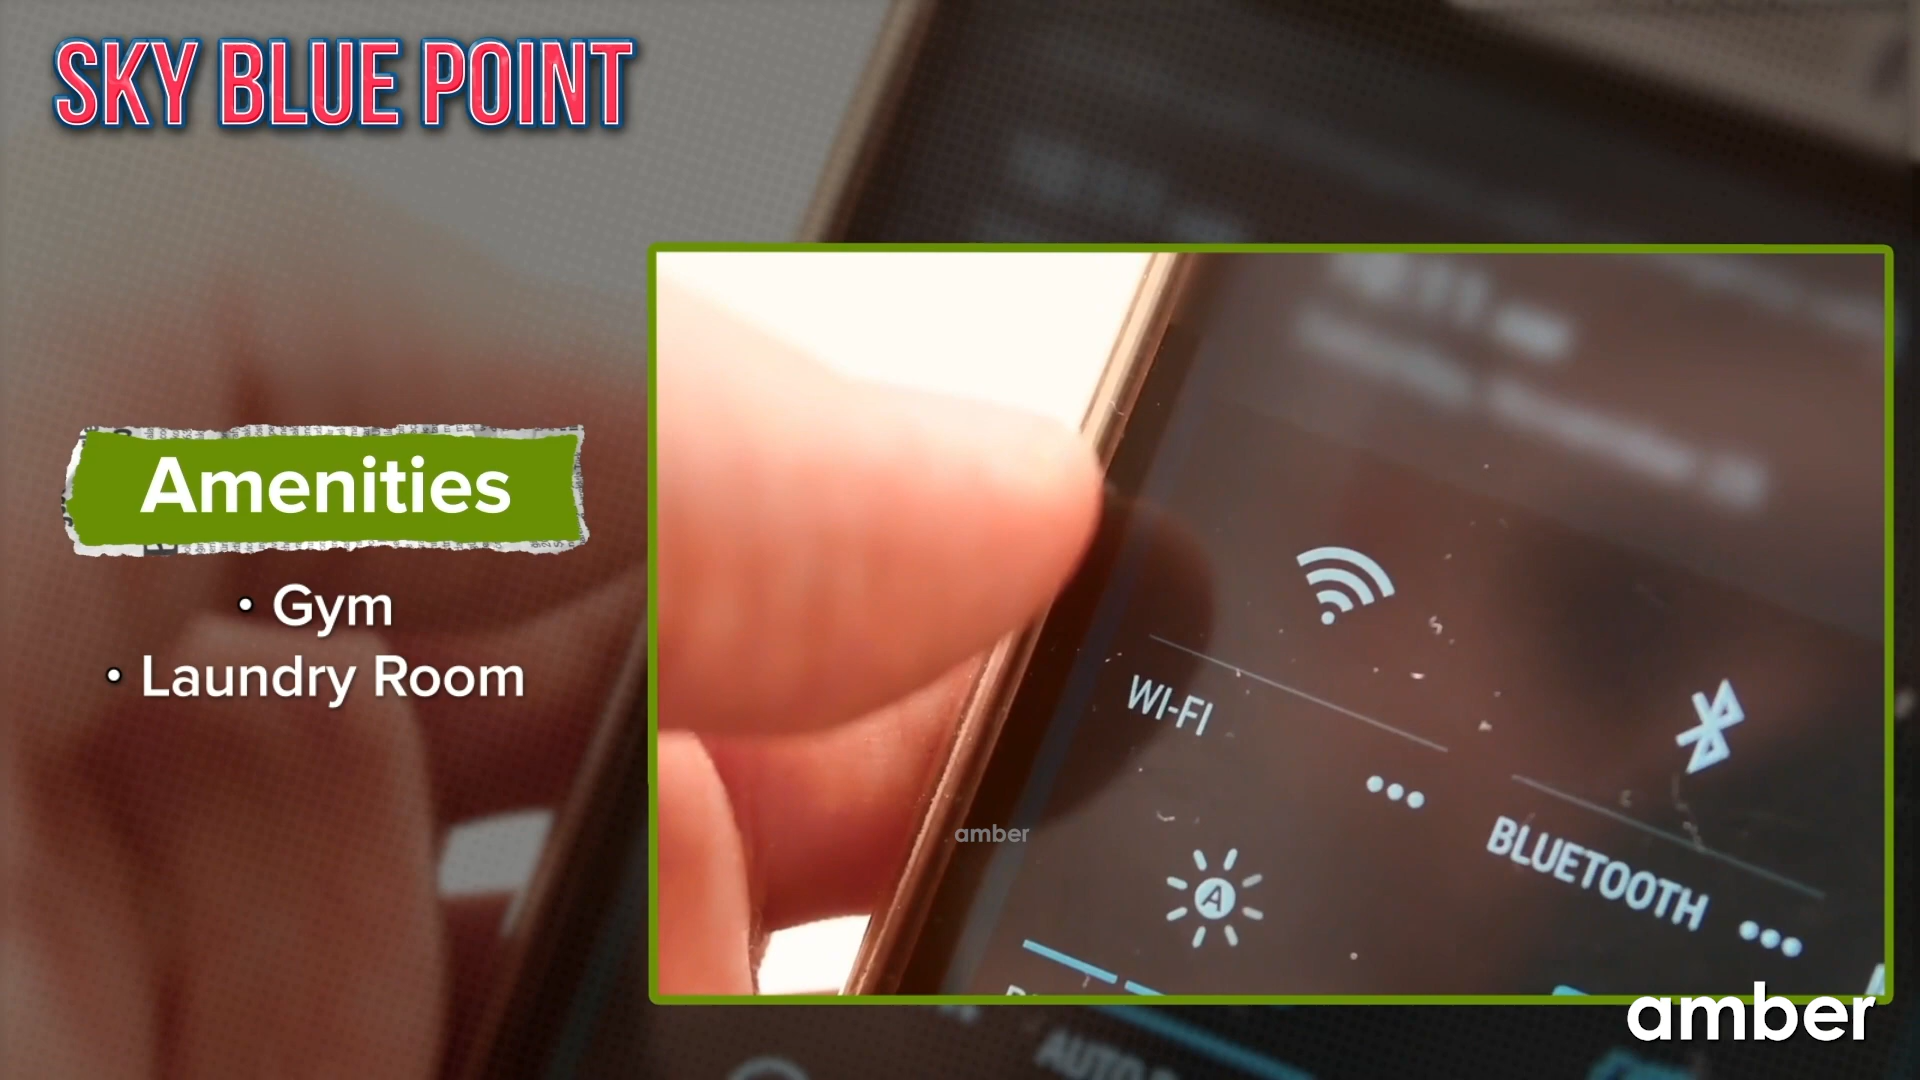 SKY BLUE POINT
Amenities
• Gym
• Laundry Room
WI-FI
BLUETOOTH
A
amber
amber